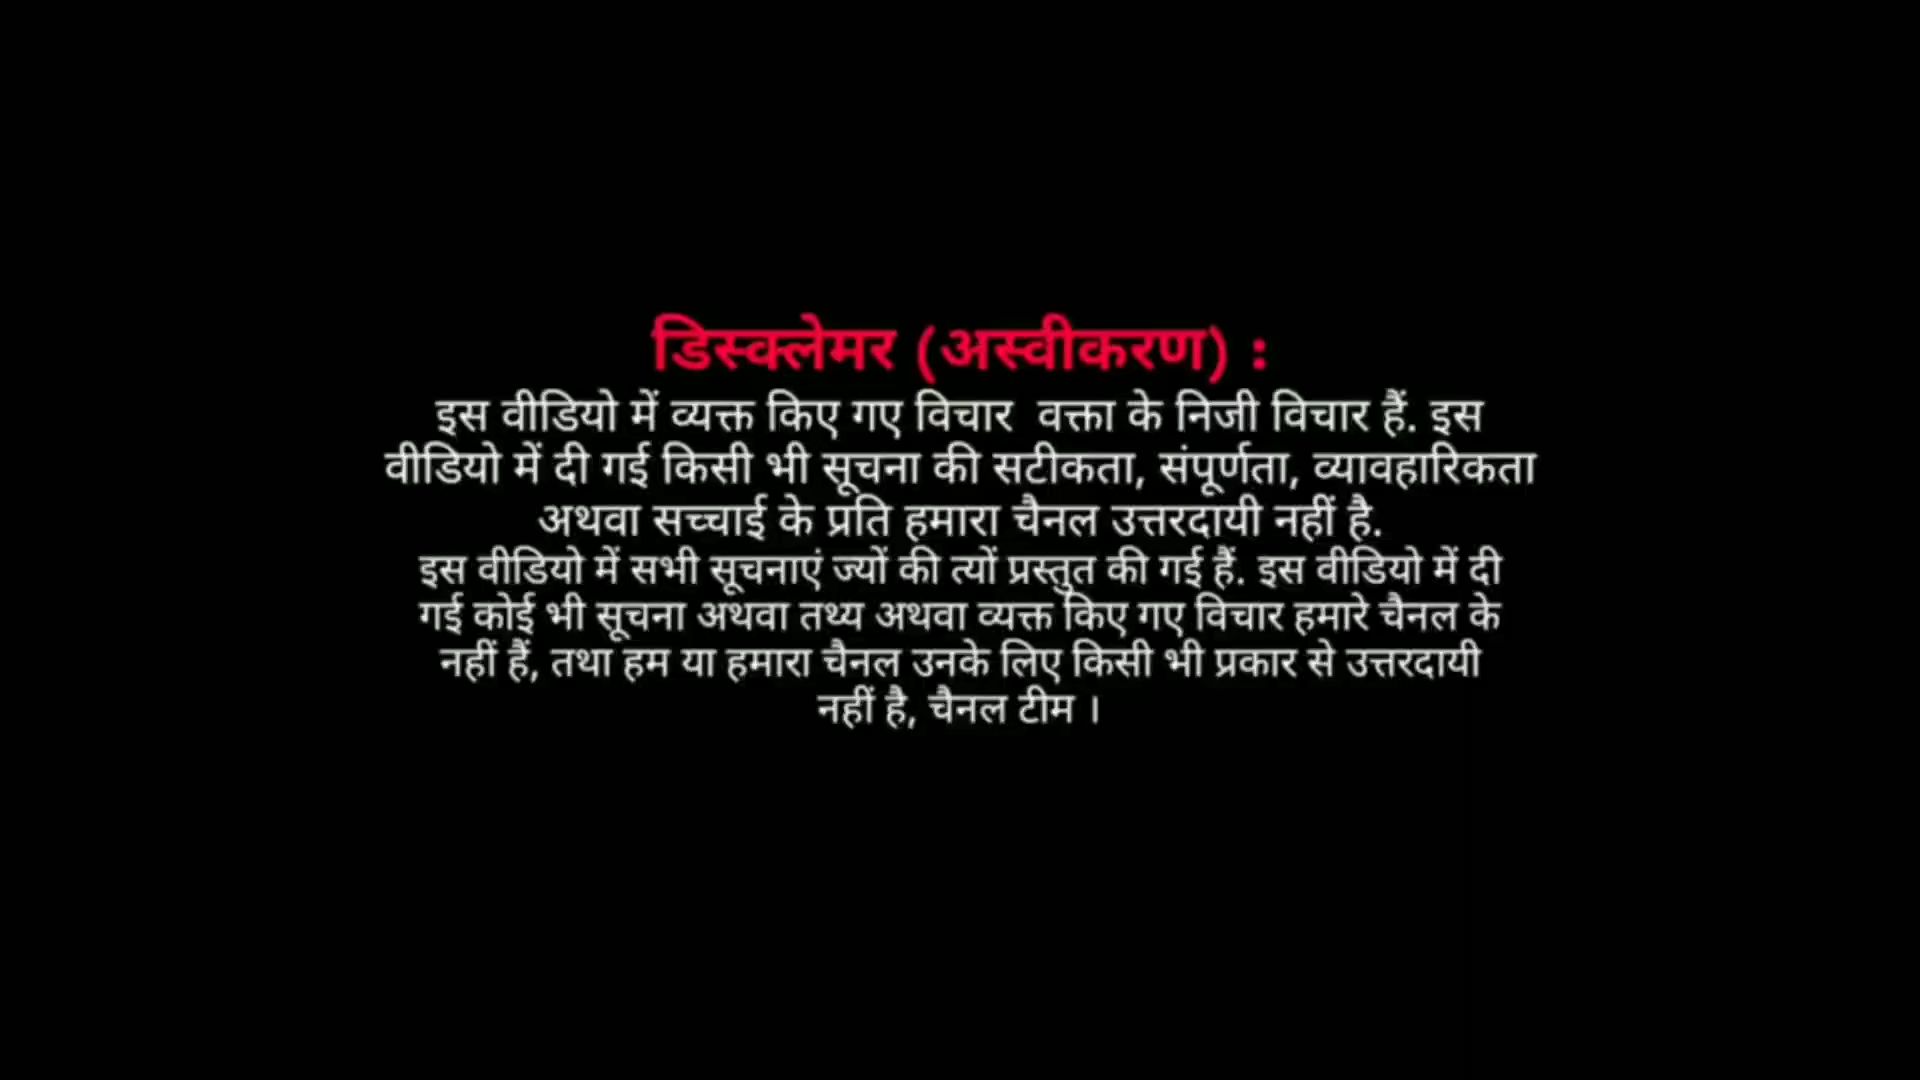 डिस्क्लेमर (अस्वीकरण) :
इस वीडियो में व्यक्त किए गए विचार वक्ता के निजी विचार हैं. इस
वीडियो में दी गई किसी भी सूचना की सटीकता, संपूर्णता, व्यावहारिकता
अथवा सच्चाई के प्रति हमारा चैनल उत्तरदायी नहीं है.
इस वीडियो में सभी सूचनाएं ज्यों की त्यों प्रस्तुत की गई हैं. इस वीडियो में दी
गई कोई भी सूचना अथवा तथ्य अथवा व्यक्त किए गए विचार हमारे चैनल के
नहीं हैं, तथा हम या हमारा चैनल उनके लिए किसी भी प्रकार से उत्तरदायी
नहीं है, चैनल टीम ।